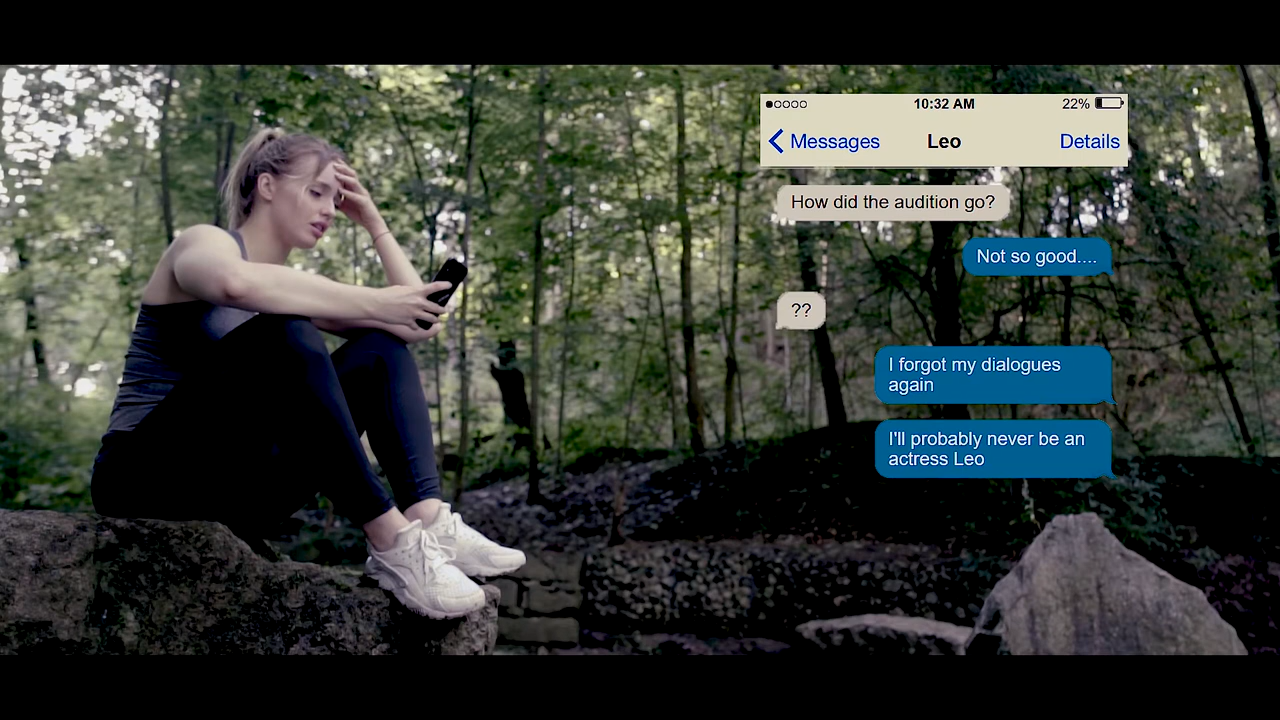 10:32 AM 22%
Messages Leo Details
How did the audition go?
Not so good....
??
I forgot my dialogues
again
I'll probably never be an
actress Leo